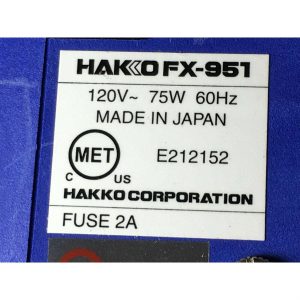 HAKKO FX-951
120V~ 75W 60Hz
MADE IN JAPAN
MET
C US
E212152
HAKKO CORPORATION
FUSE 2A